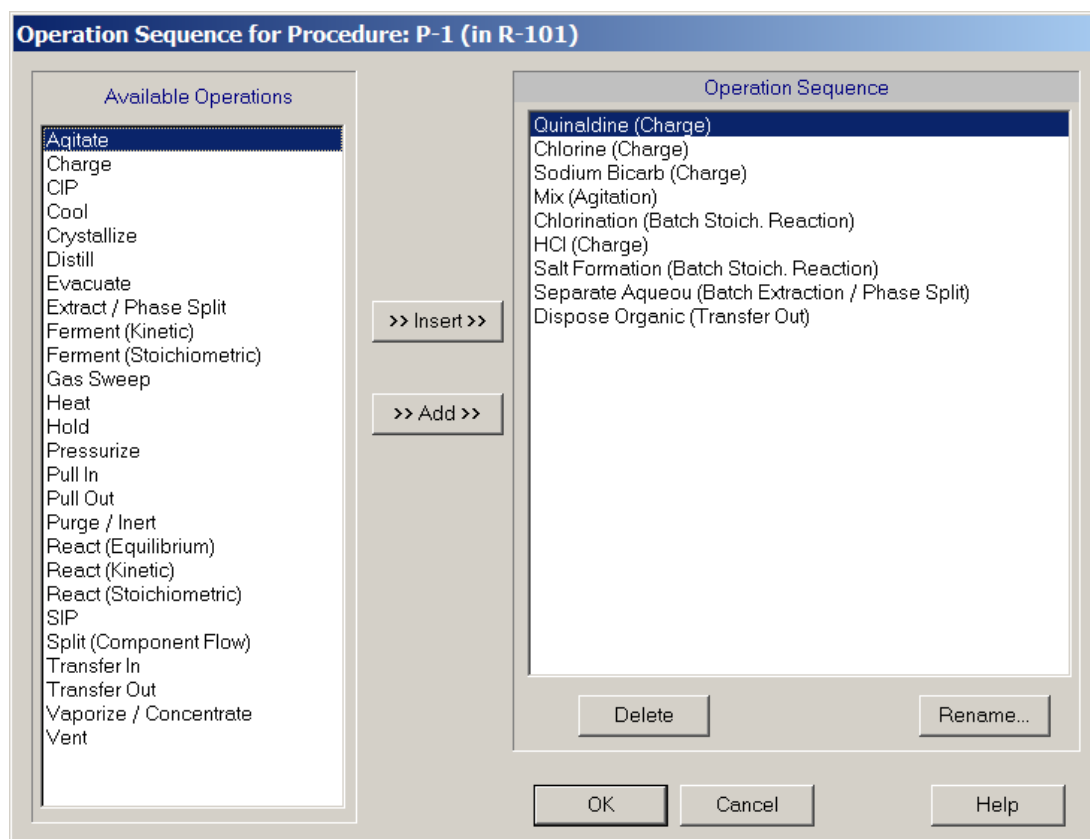 Operation Sequence for Procedure: P-1 (in R-101)
Available Operations
Agitate
Charge
CIP
Cool
Crystallize
Distill
Evacuate
Extract / Phase Split
Ferment (Kinetic)
Ferment (Stoichiometric)
Gas Sweep
Heat
Hold
Pressurize
Pull In
Pull Out
Purge / Inert
React (Equilibrium)
React (Kinetic)
React (Stoichiometric)
SIP
Split (Component Flow)
Transfer In
Transfer Out
Vaporize / Concentrate
Vent
>> Insert >>
>> Add >>
Operation Sequence
Quinaldine (Charge)
Chlorine (Charge)
Sodium Bicarb (Charge)
Mix (Agitation)
Chlorination (Batch Stoich. Reaction)
HCl (Charge)
Salt Formation (Batch Stoich. Reaction)
Separate Aqueou (Batch Extraction / Phase Split)
Dispose Organic (Transfer Out)
Delete
Rename...
OK
Cancel
Help